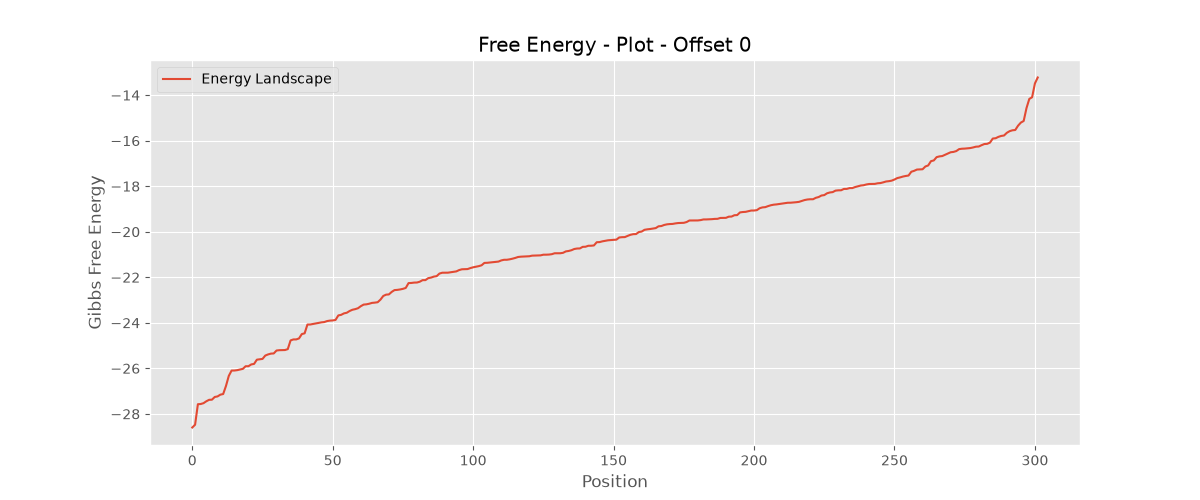 Free Energy - Plot - Offset 0
Energy Landscape
Gibbs Free Energy
−14
−16
−18
−20
−22
−24
−26
−28
0 50 100 150 200 250 300
Position